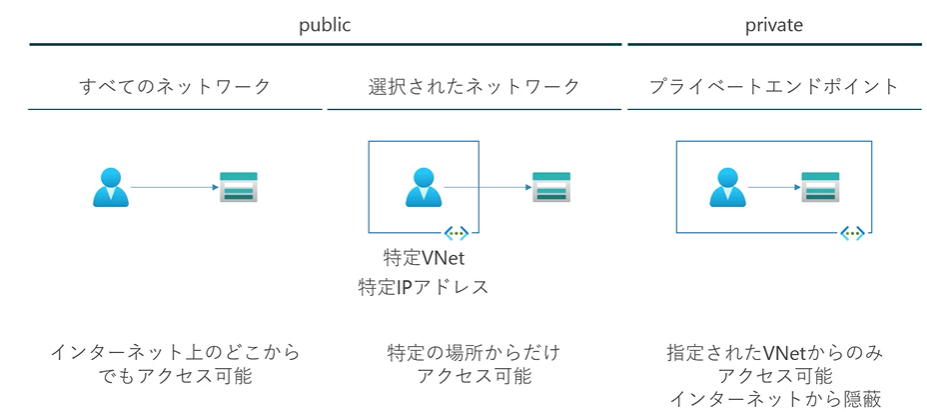 public
private
すべてのネットワーク
選択されたネットワーク
プライベートエンドポイント
特定VNet
特定IPアドレス
インターネット上のどこから
でもアクセス可能
特定の場所からだけ
アクセス可能
指定されたVNetからのみ
アクセス可能
インターネットから隠蔽